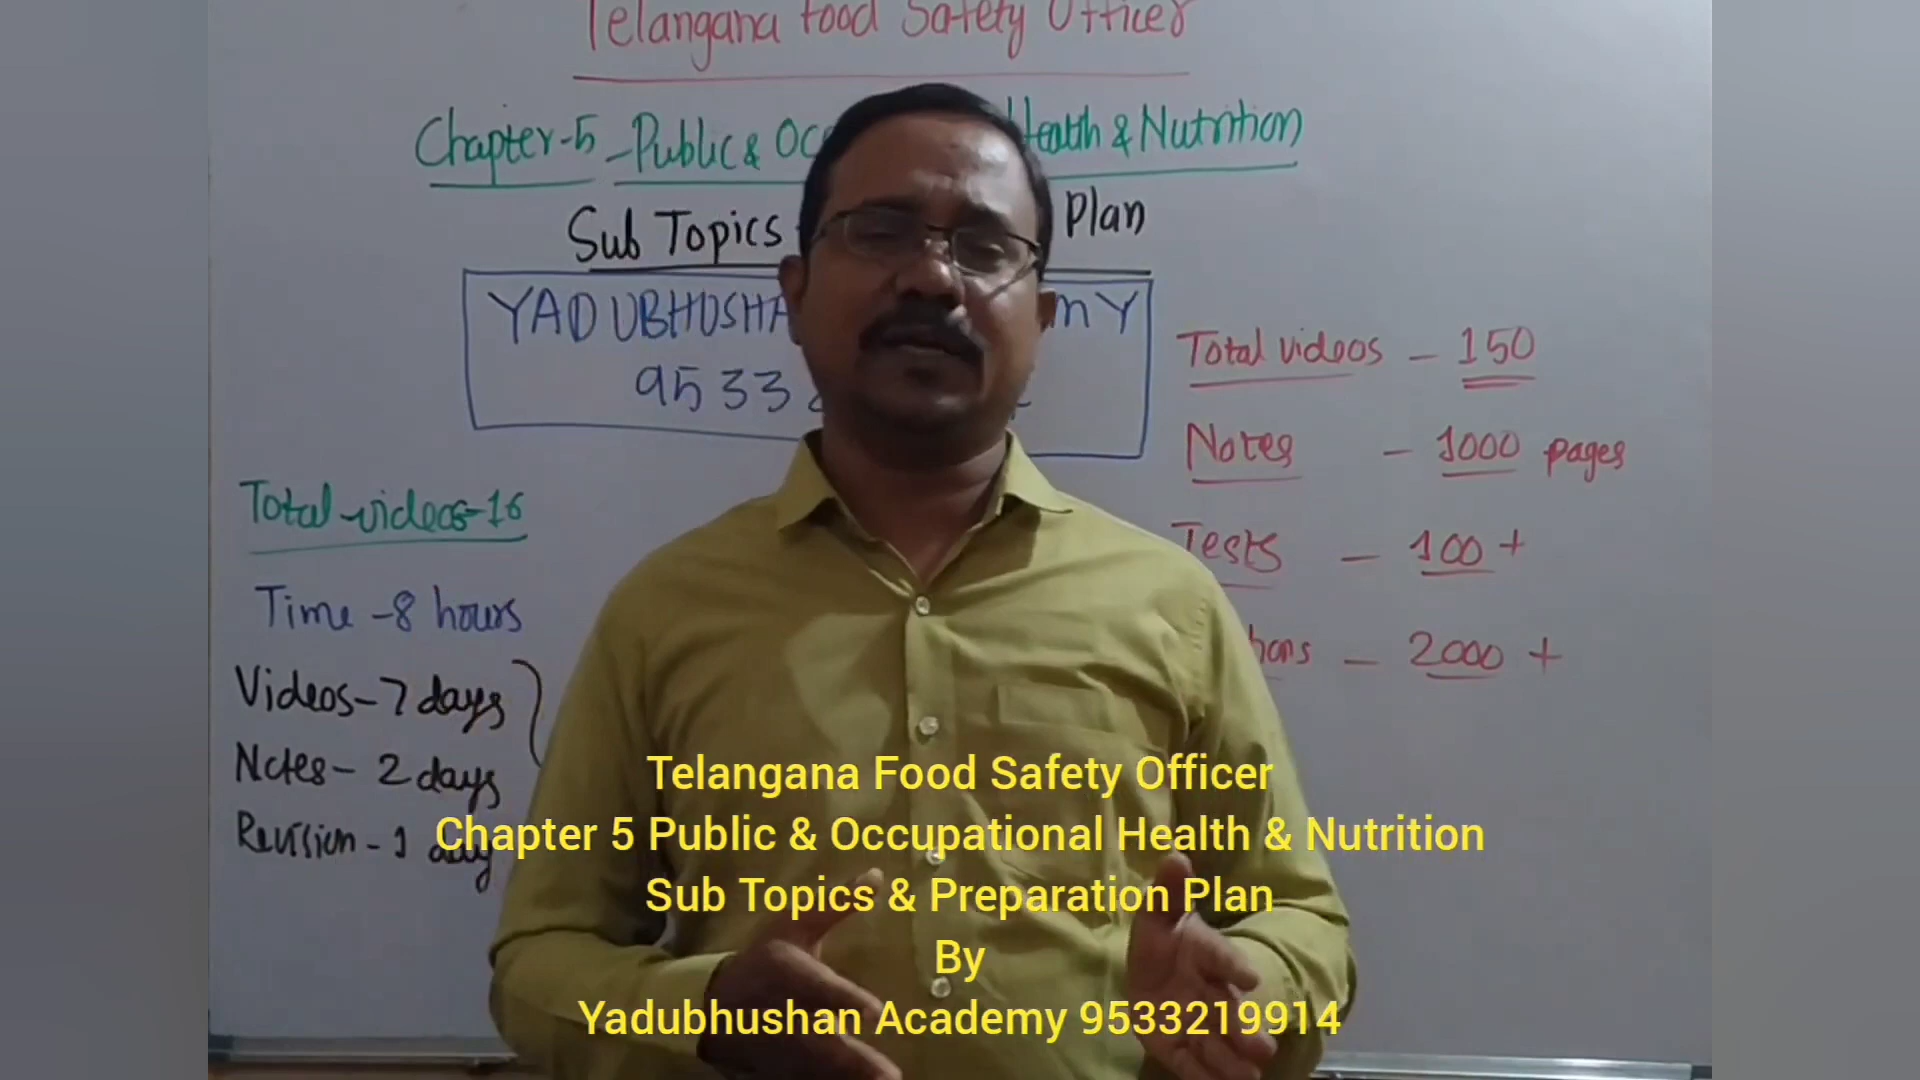 Telangana Food Safety Officer
Chapter-5 - Public & Health & Nutrition
Sub Topics Plan
YADUBHUSHA MY
9533
Total videos - 150
Notes - 1000 pages
Tests - 100+
2000 +
Total videos-16
Time - 8 hours
Videos - 7 days
Notes - 2 days
Revision - 1 day
Telangana Food Safety Officer
Chapter 5 Public & Occupational Health & Nutrition
Sub Topics & Preparation Plan
By
Yadubhushan Academy 9533219914